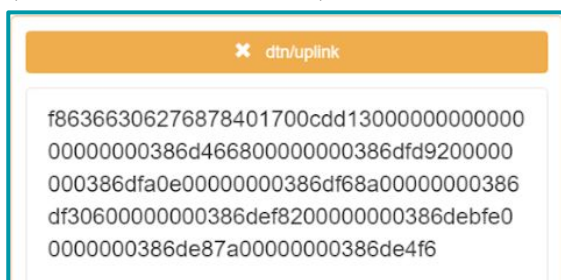 ✖ dtn/uplink
f86366306276878401700cdd13000000000000
00000000386d466800000000386dfd9200000
000386dfa0e00000000386df68a00000000386
df30600000000386def8200000000386debfe0
0000000386de87a00000000386de4f6